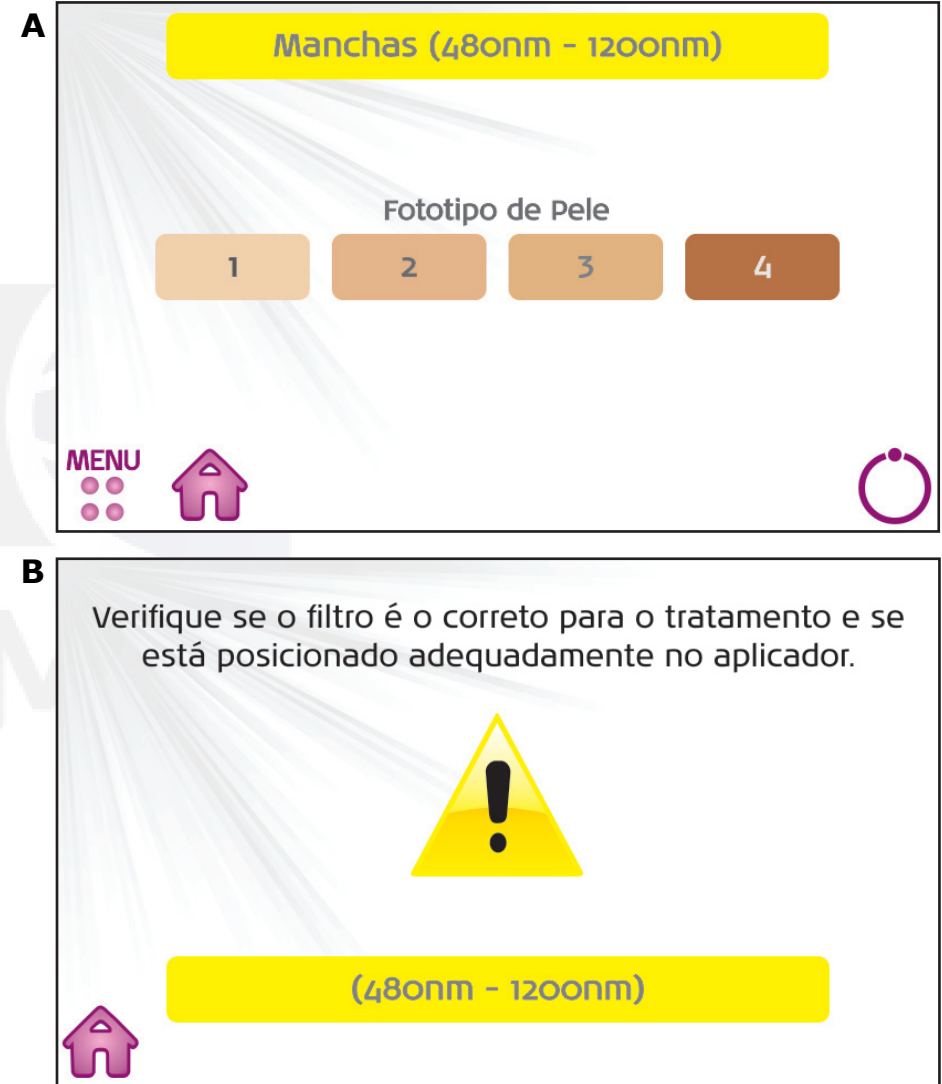 A
Manchas (480nm - 1200nm)
Fototipo de Pele
1 2 3 4
MENU
B
Verifique se o filtro é o correto para o tratamento e se
está posicionado adequadamente no aplicador.
!
(480nm - 1200nm)